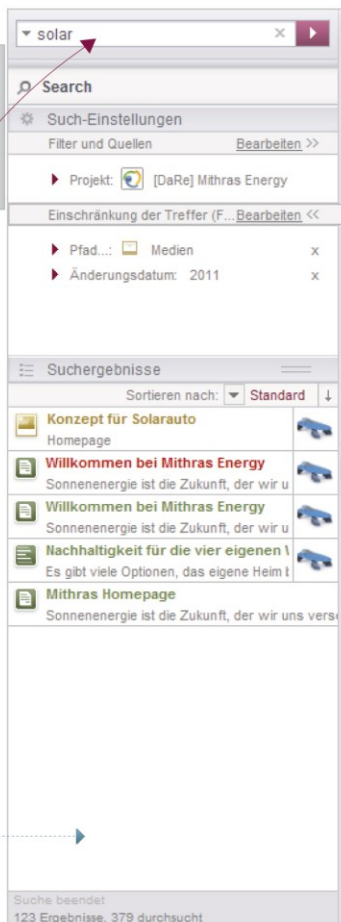 solar
Search
Such-Einstellungen
Filter und Quellen Bearbeiten >>
Projekt: [DaRe] Mithras Energy
Einschränkung der Treffer (F... Bearbeiten <<
Pfad...: Medien x
Änderungsdatum: 2011 x
Suchergebnisse
Sortieren nach: Standard ↓
Konzept für Solarauto
Homepage
Willkommen bei Mithras Energy
Sonnenenergie ist die Zukunft, der wir u
Willkommen bei Mithras Energy
Sonnenenergie ist die Zukunft, der wir u
Nachhaltigkeit für die vier eigenen
Es gibt viele Optionen, das eigene Heim
Mithras Homepage
Sonnenenergie ist die Zukunft, der wir uns vers
Suche beendet
123 Ergebnisse, 379 durchsucht